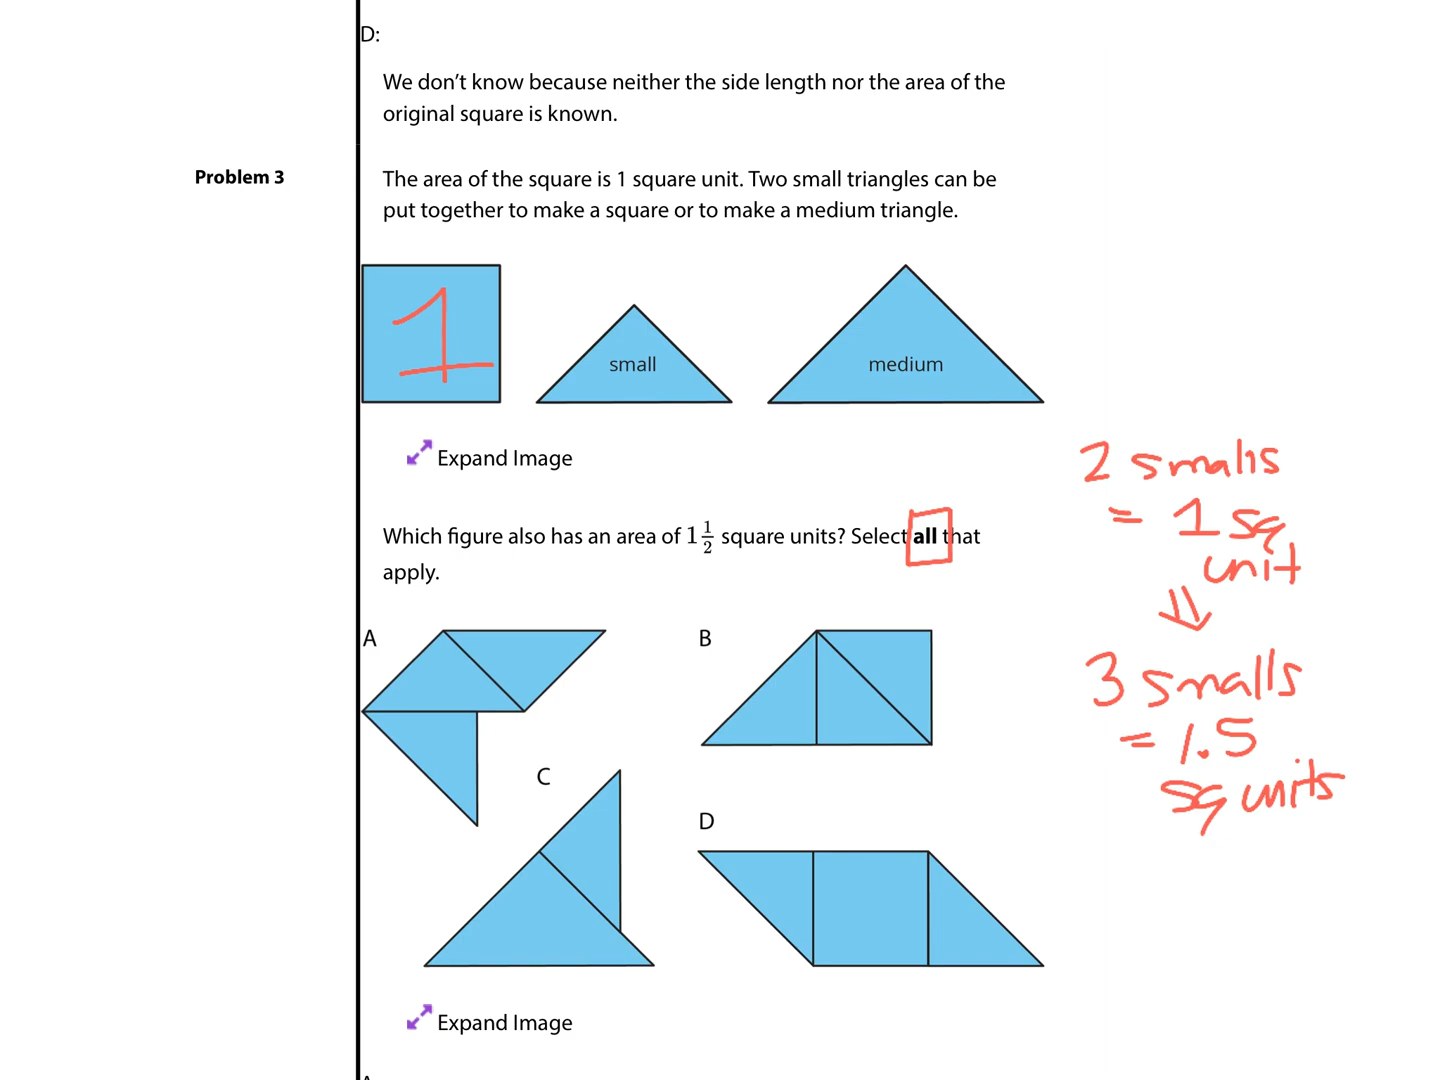 D:
We don’t know because neither the side length nor the area of the
original square is known.
Problem 3
The area of the square is 1 square unit. Two small triangles can be
put together to make a square or to make a medium triangle.
1
small
medium
Expand Image
2 smalls
= 1 sq
unit
Which figure also has an area of 1 1/2 square units? Select all that
apply.
3 smalls
= 1.5
sq units
A
B
C
D
Expand Image